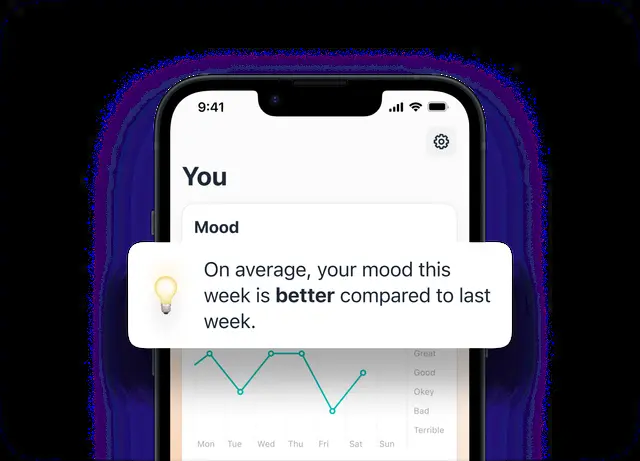 9:41
You
Mood
On average, your mood this
week is better compared to last
week.
Great
Good
Okey
Bad
Terrible
Mon Tue Wed Thu Fri Sat Sun